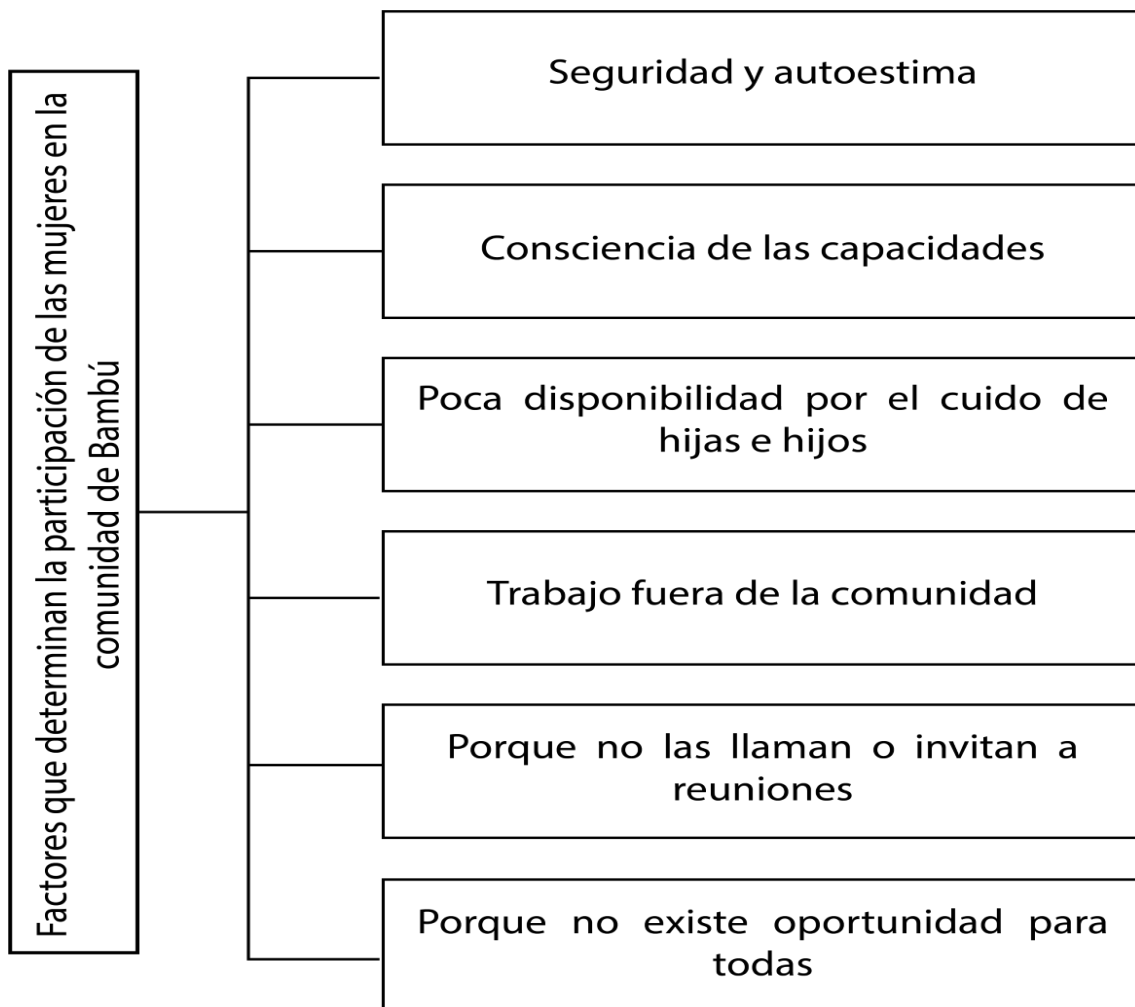 Factores que determinan la participación de las mujeres en la
comunidad de Bambú
Seguridad y autoestima
Consciencia de las capacidades
Poca disponibilidad por el cuido de
hijas e hijos
Trabajo fuera de la comunidad
Porque no las llaman o invitan a
reuniones
Porque no existe oportunidad para
todas